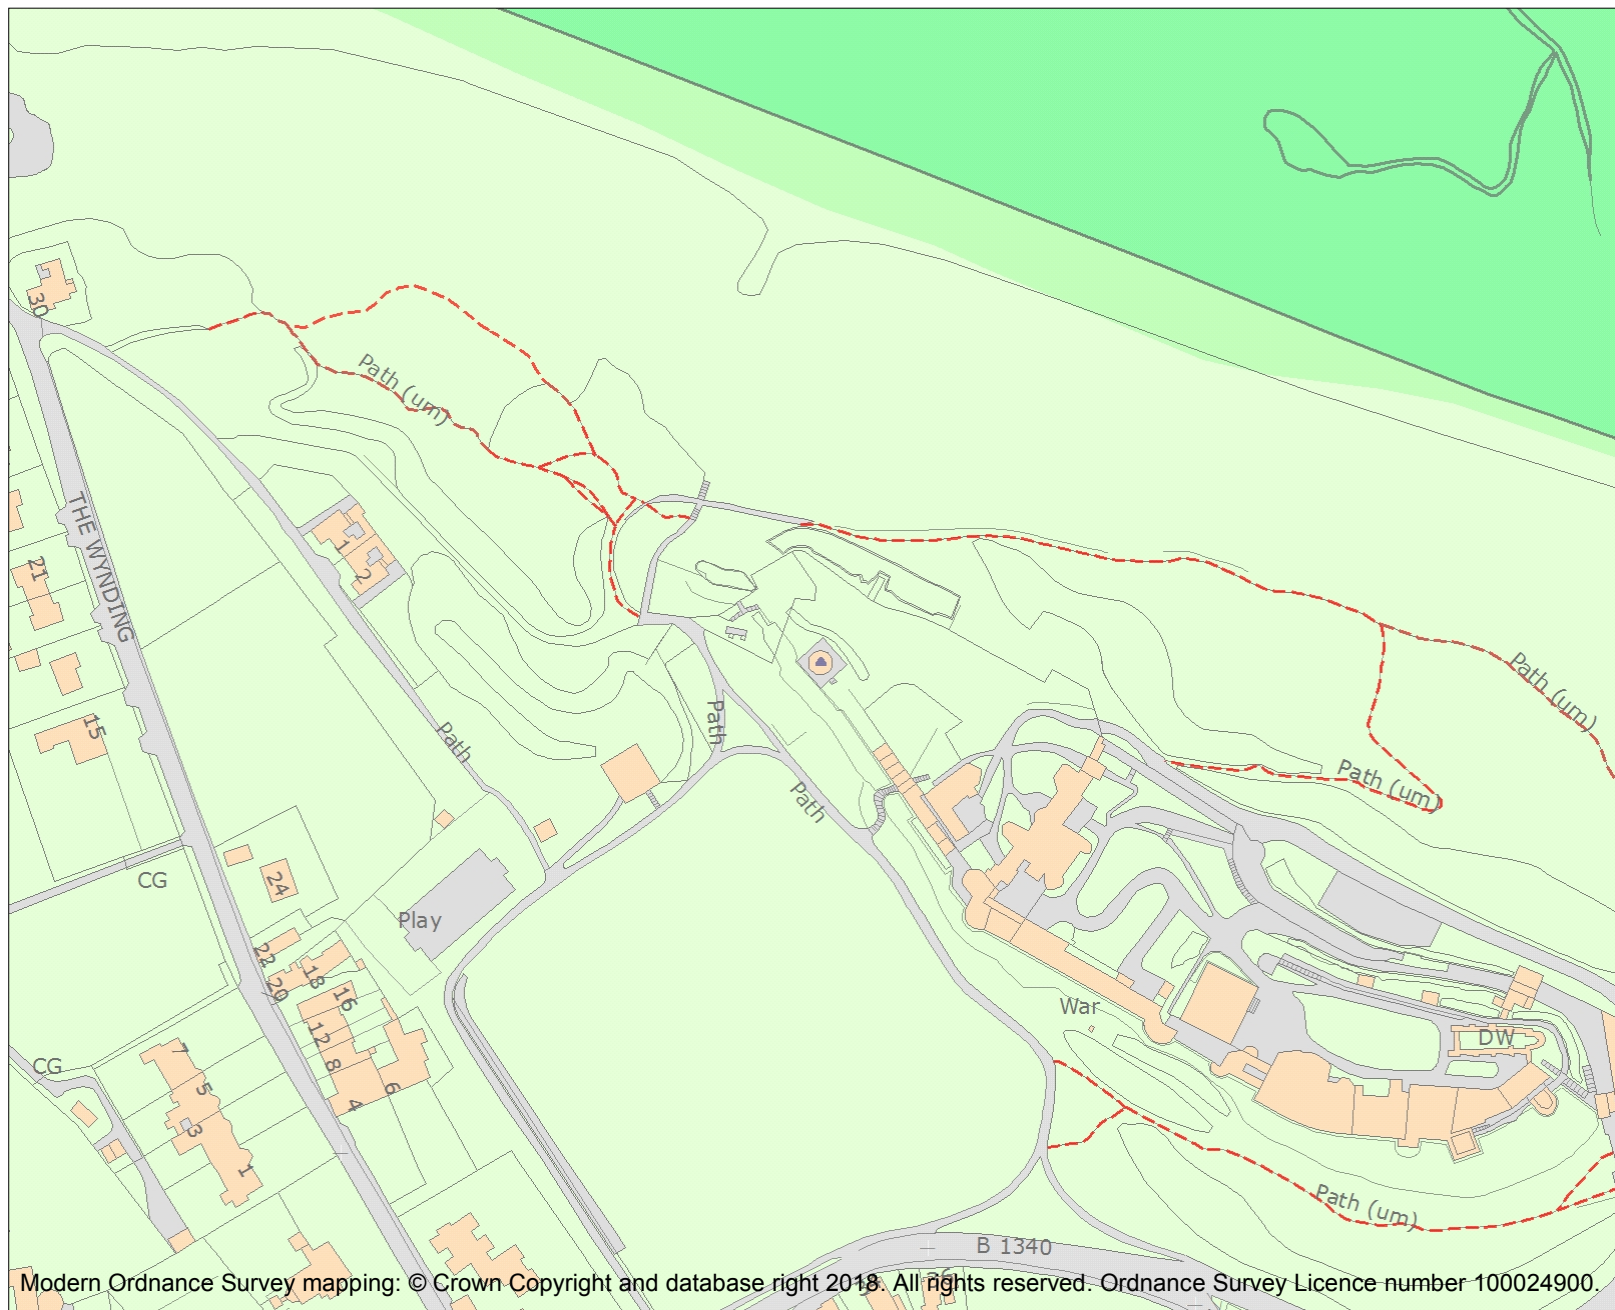 30
Path (um)
THE WYNDING
21
1
2
15
Path
Path
Path
Path (um)
Path (um)
CG
24
Play
22
20
18
16
12
8
6
4
War
DW
CG
7
5
3
1
Path (um)
B 1340
Modern Ordnance Survey mapping: © Crown Copyright and database right 2018. All rights reserved. Ordnance Survey Licence number 100024900.